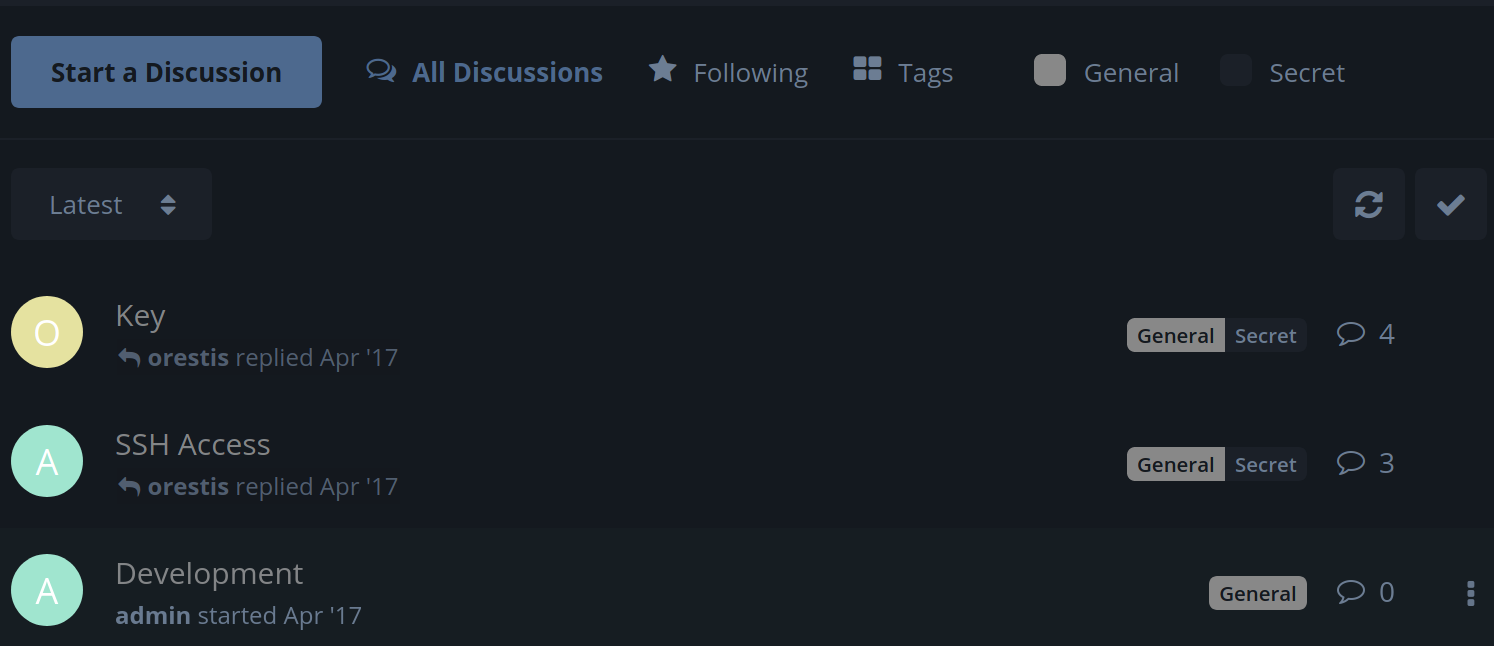 Start a Discussion All Discussions Following Tags General Secret
Latest
O Key General Secret 4
orestis replied Apr '17
A SSH Access General Secret 3
orestis replied Apr '17
A Development General 0
admin started Apr '17